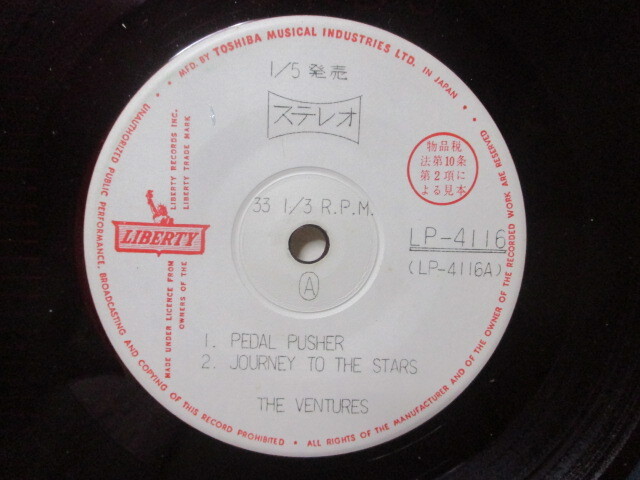 MFD. BY TOSHIBA MUSICAL INDUSTRIES LTD. IN JAPAN
UNAUTHORIZED PUBLIC PERFORMANCE, BROADCASTING AND COPYING OF THIS RECORD PROHIBITED • ALL RIGHTS OF THE MANUFACTURER AND OF THE OWNER OF THE RECORDED WORK ARE RESERVED
1/5 発売
ステレオ
物品税
法第10条
第2項に
よる見本
LIBERTY
MADE UNDER LICENCE FROM LIBERTY RECORDS INC.
OWNERS OF THE LIBERTY TRADE MARK
33 1/3 R.P.M.
LP-4116
(LP-4116A)
A
1. PEDAL PUSHER
2. JOURNEY TO THE STARS
THE VENTURES